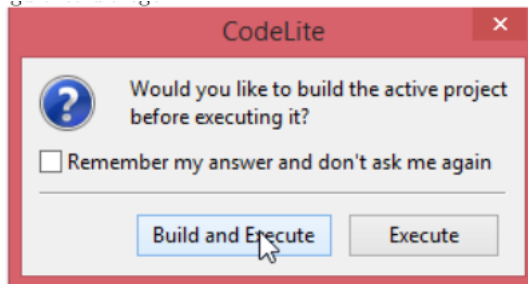 CodeLite
Would you like to build the active project
before executing it?
Remember my answer and don't ask me again
Build and Execute
Execute